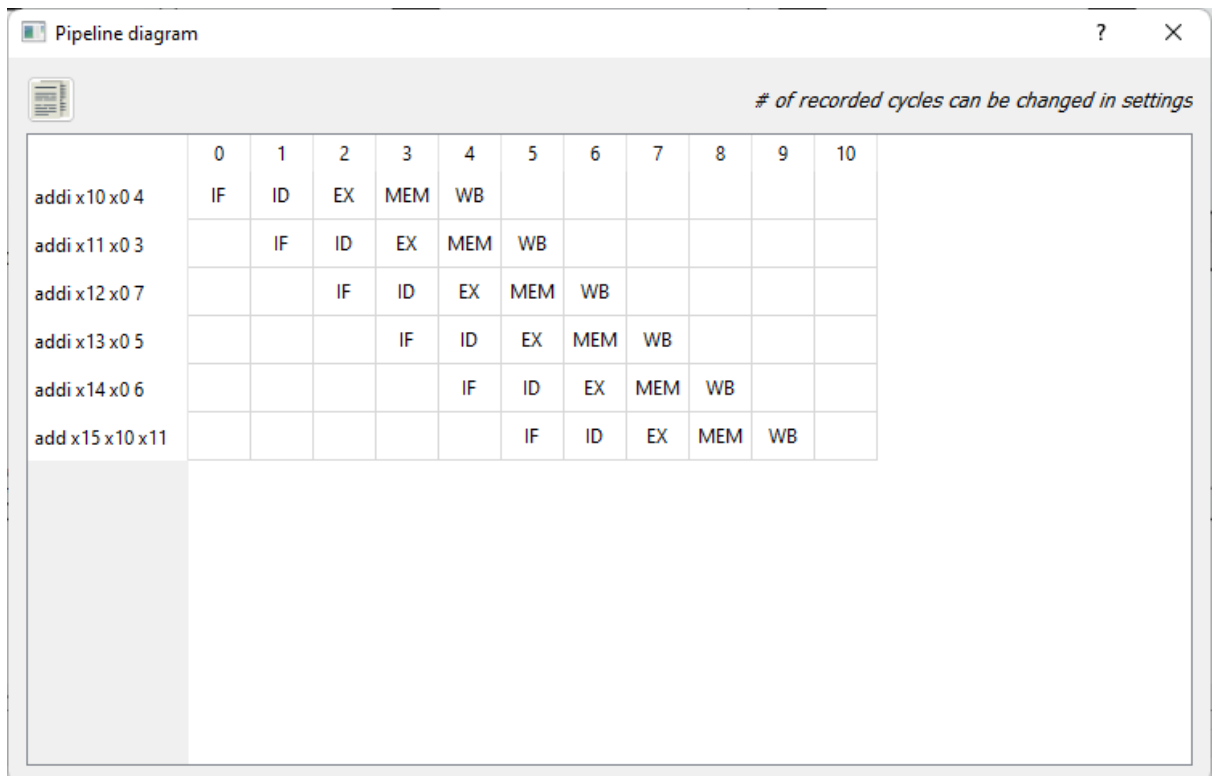 Pipeline diagram ?
# of recorded cycles can be changed in settings
0 1 2 3 4 5 6 7 8 9 10
addi x10 x0 4 IF ID EX MEM WB
addi x11 x0 3 IF ID EX MEM WB
addi x12 x0 7 IF ID EX MEM WB
addi x13 x0 5 IF ID EX MEM WB
addi x14 x0 6 IF ID EX MEM WB
add x15 x10 x11 IF ID EX MEM WB